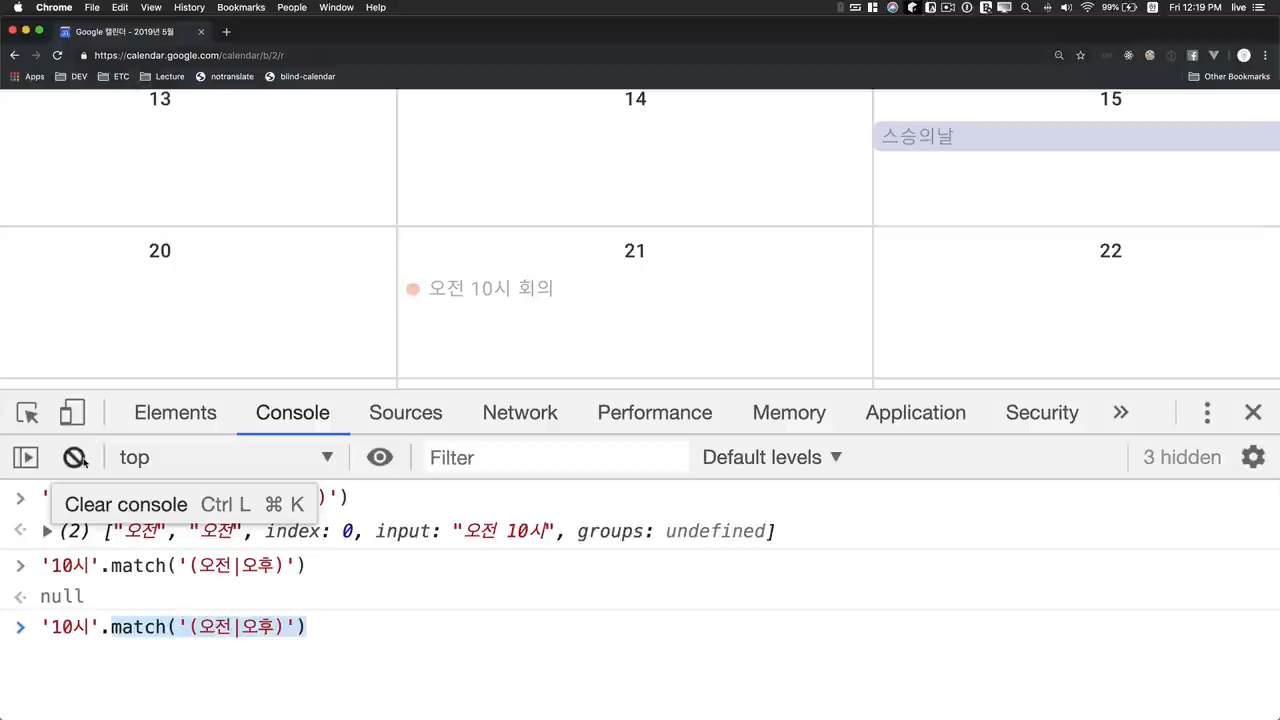 Chrome File Edit View History Bookmarks People Window Help 99% Fri 12:19 PM live
Google 캘린더 - 2019년 5월
https://calendar.google.com/calendar/b/2/r
Apps DEV ETC Lecture notranslate blind-calendar Other Bookmarks
13 14 15
스승의날
20 21 22
오전 10시 회의
Elements Console Sources Network Performance Memory Application Security
top Filter Default levels 3 hidden
' )')
Clear console Ctrl L ⌘ K
(2) ["오전", "오전", index: 0, input: "오전 10시", groups: undefined]
'10시'.match('(오전|오후)')
null
'10시'.match('(오전|오후)')